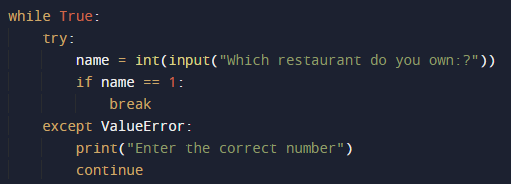 while True:
    try:
        name = int(input("Which restaurant do you own:?"))
        if name == 1:
            break
    except ValueError:
        print("Enter the correct number")
        continue